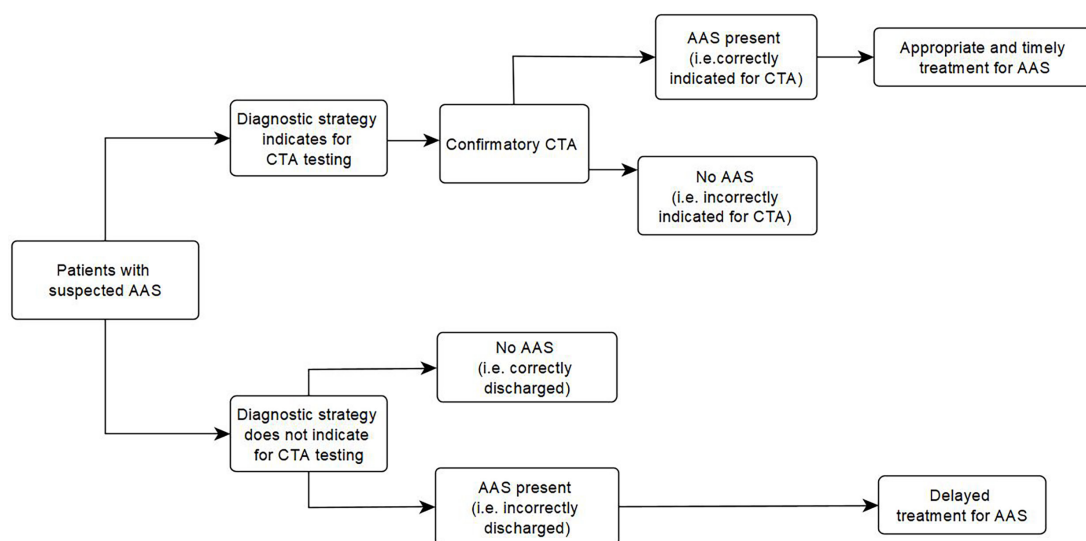 AAS present
(i.e.correctly
indicated for CTA)
Appropriate and timely
treatment for AAS
Diagnostic strategy
indicates for
CTA testing
Confirmatory CTA
No AAS
(i.e. incorrectly
indicated for CTA)
Patients with
suspected AAS
No AAS
(i.e. correctly
discharged)
Diagnostic strategy
does not indicate
for CTA testing
AAS present
(i.e. incorrectly
discharged)
Delayed
treatment for AAS